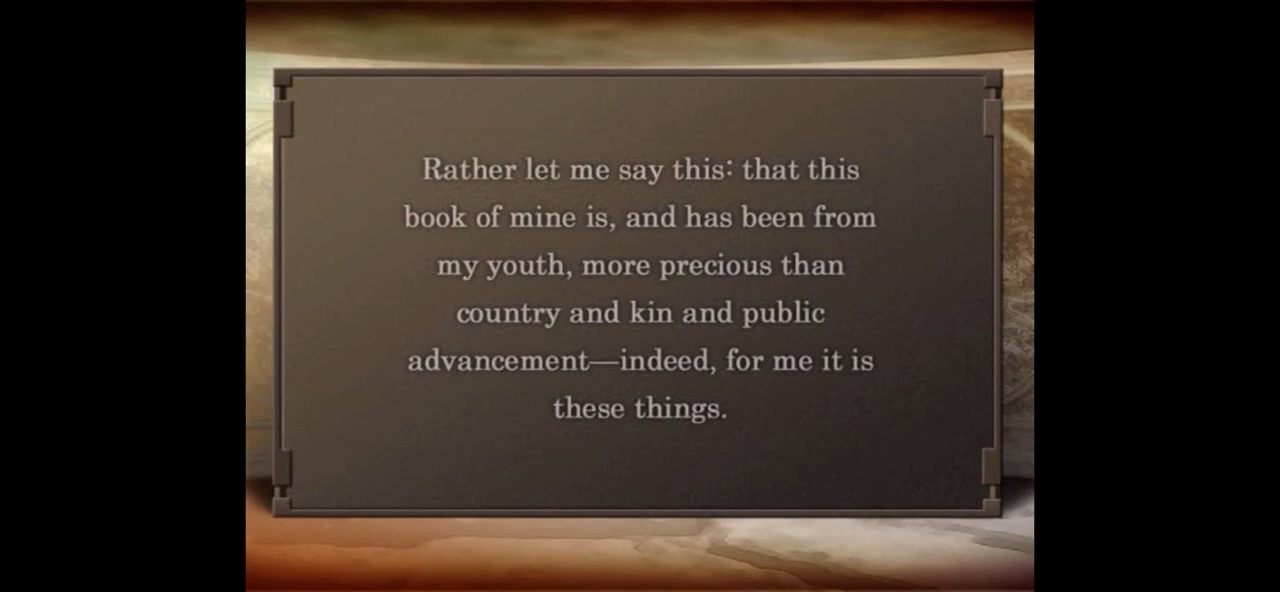 Rather let me say this: that this
book of mine is, and has been from
my youth, more precious than
country and kin and public
advancement—indeed, for me it is
these things.